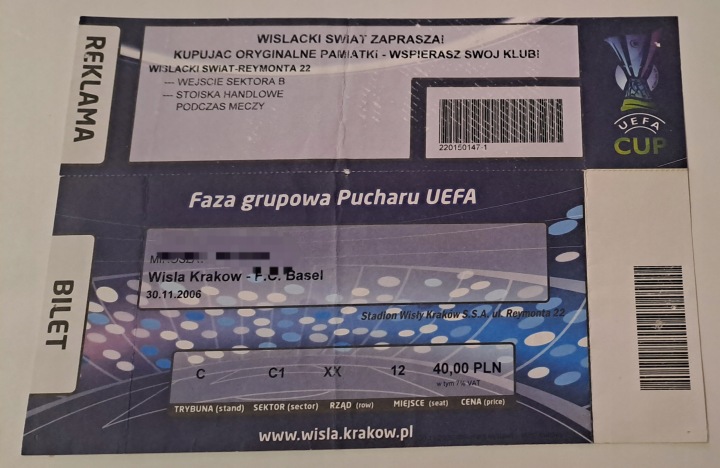 REKLAMA
WISLACKI SWIAT ZAPRASZA!
KUPUJAC ORYGINALNE PAMIATKI - WSPIERASZ SWOJ KLUB!
WISLACKI SWIAT-REYMONTA 22
— WEJSCIE SEKTORA B
— STOISKA HANDLOWE
PODCZAS MECZY
220150147-1
UEFA
CUP
Faza grupowa Pucharu UEFA
BILET
Wisla Krakow - F.C. Basel
30.11.2006
Stadion Wisły Kraków S.S.A, ul. Reymonta 22
C C1 XX 12 40,00 PLN
w tym 7% VAT
TRYBUNA (stand) SEKTOR (sector) RZĄD (row) MIEJSCE (seat) CENA (price)
www.wisla.krakow.pl